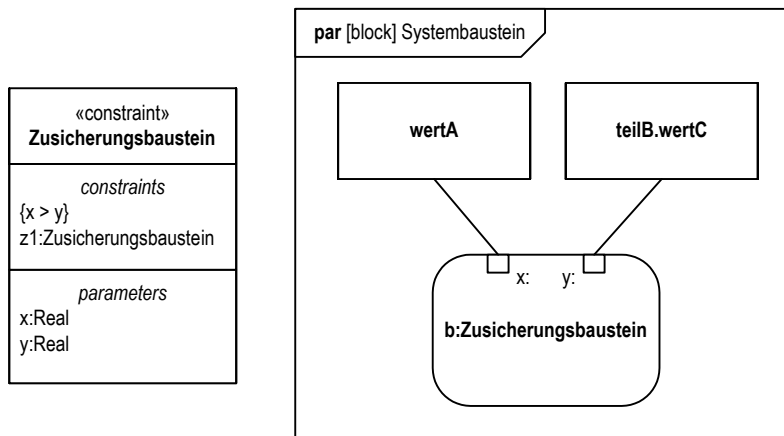 «constraint»
Zusicherungsbaustein
constraints
{x > y}
z1:Zusicherungsbaustein
parameters
x:Real
y:Real
par [block] Systembaustein
wertA
teilB.wertC
x:
y:
b:Zusicherungsbaustein